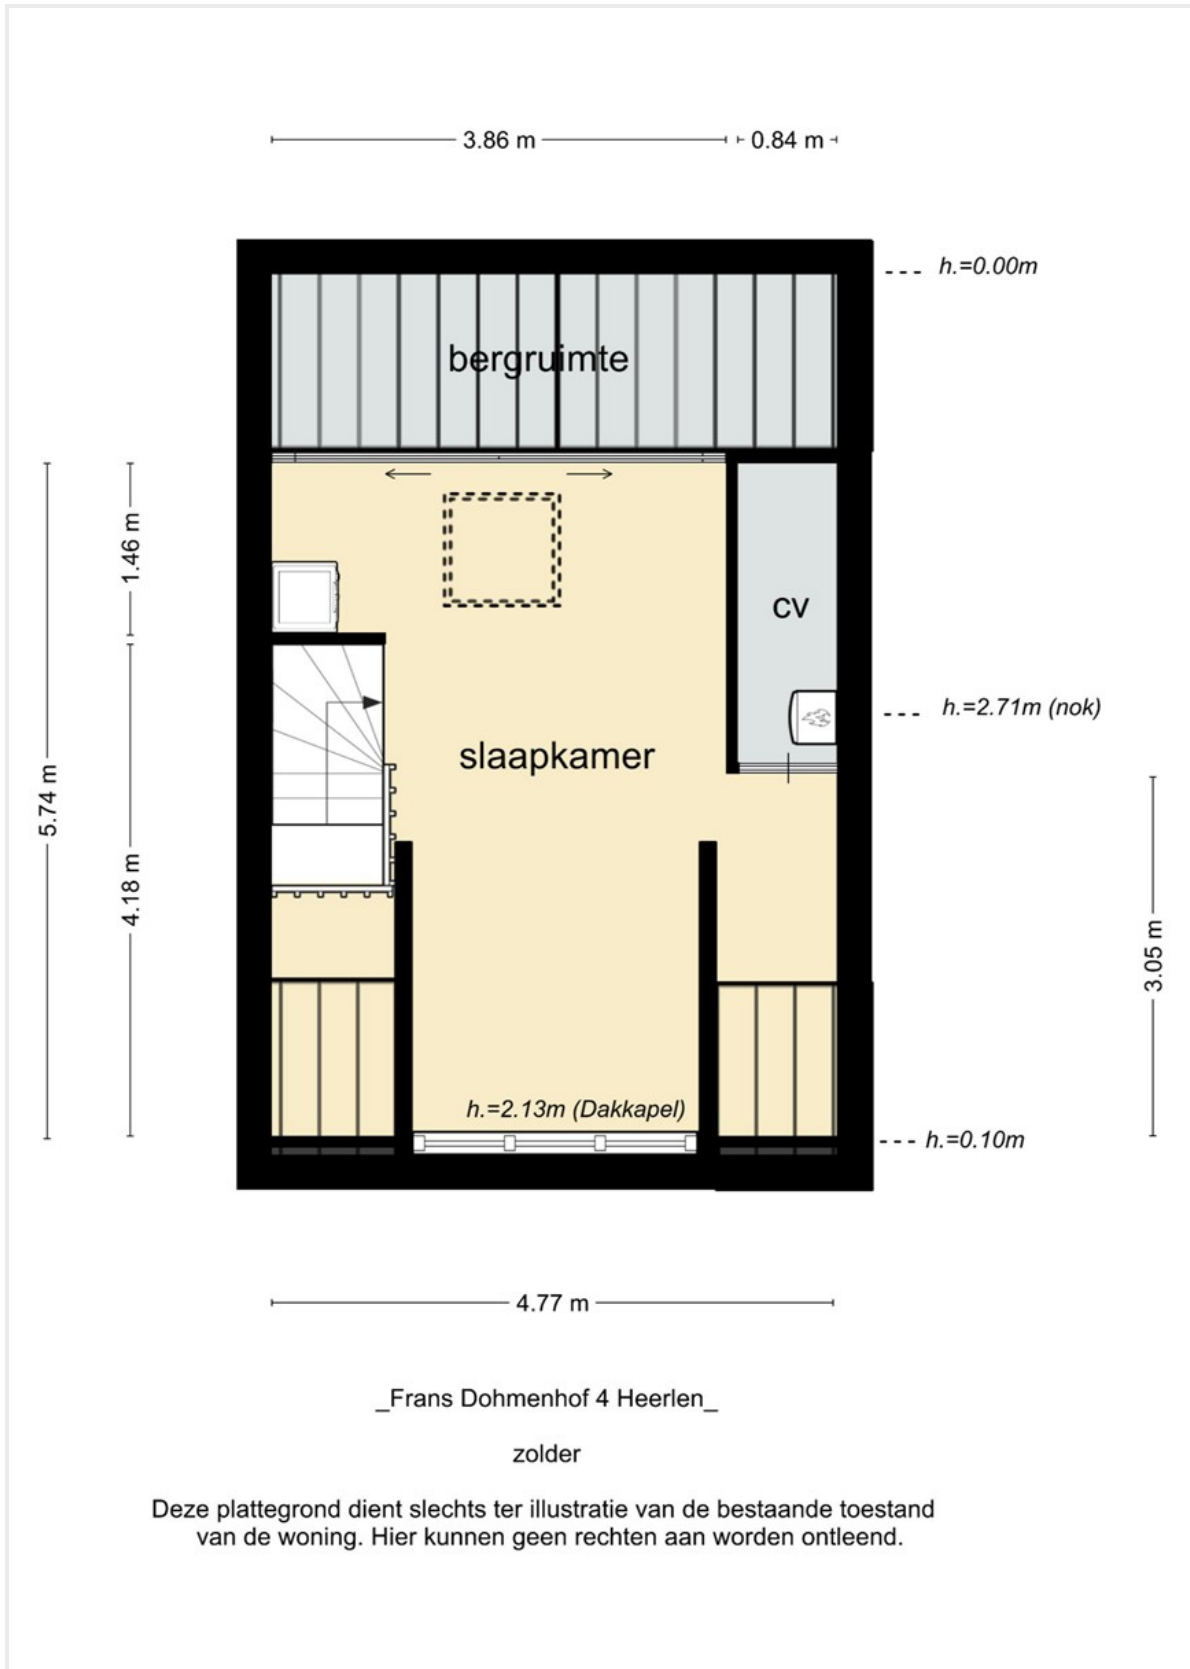 3.86 m
0.84 m
h.=0.00m
bergruimte
1.46 m
cv
h.=2.71m (nok)
slaapkamer
5.74 m
4.18 m
3.05 m
h.=2.13m (Dakkapel)
h.=0.10m
4.77 m
_Frans Dohmenhof 4 Heerlen_
zolder
Deze plattegrond dient slechts ter illustratie van de bestaande toestand
van de woning. Hier kunnen geen rechten aan worden ontleend.